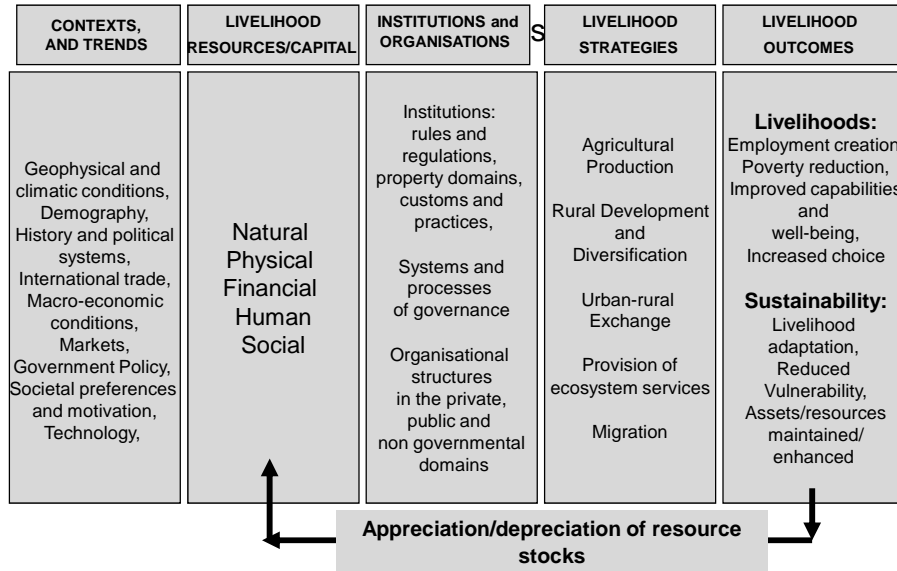 CONTEXTS,
AND TRENDS
LIVELIHOOD
RESOURCES/CAPITAL
INSTITUTIONS and
ORGANISATIONS
S
LIVELIHOOD
STRATEGIES
LIVELIHOOD
OUTCOMES
Geophysical and
climatic conditions,
Demography,
History and political
systems,
International trade,
Macro-economic
conditions,
Markets,
Government Policy,
Societal preferences
and motivation,
Technology,
Natural
Physical
Financial
Human
Social
Institutions:
rules and
regulations,
property domains,
customs and
practices,
Systems and
processes
of governance
Organisational
structures
in the private,
public and
non governmental
domains
Agricultural
Production
Rural Development
and
Diversification
Urban-rural
Exchange
Provision of
ecosystem services
Migration
Livelihoods:
Employment creation,
Poverty reduction,
Improved capabilities
and
well-being,
Increased choice
Sustainability:
Livelihood
adaptation,
Reduced
Vulnerability,
Assets/resources
maintained/
enhanced
Appreciation/depreciation of resource
stocks